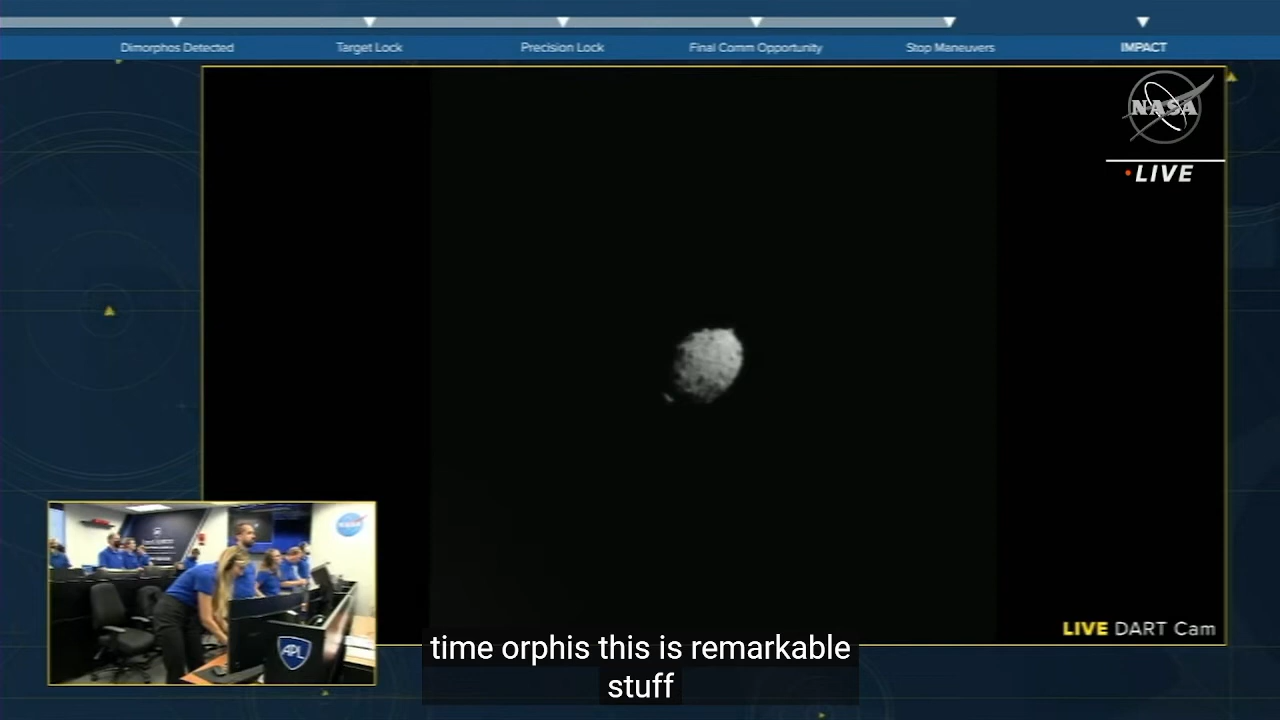 Dimorphos Detected
Target Lock
Precision Lock
Final Comm Opportunity
Stop Maneuvers
IMPACT
NASA
LIVE
NASA
APL
LIVE DART Cam
time orphis this is remarkable
stuff